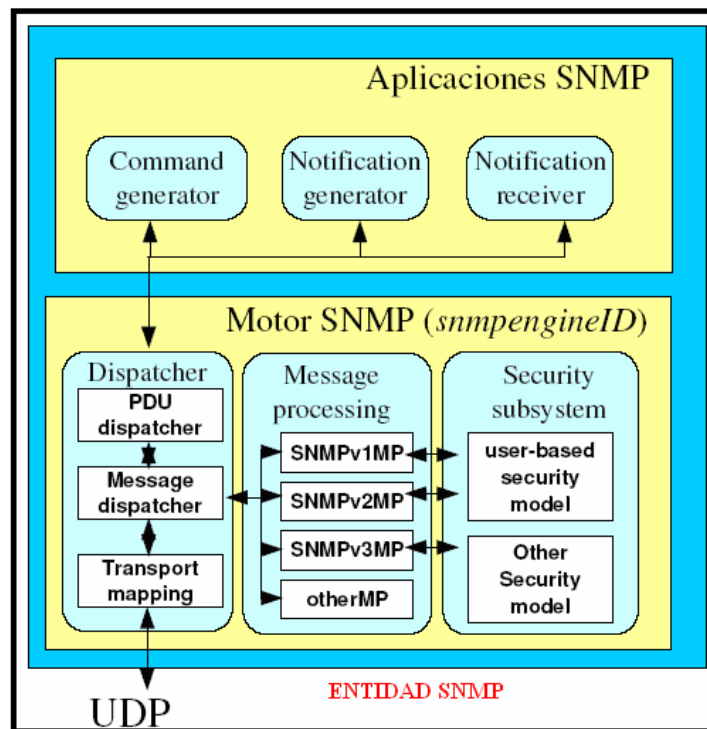 Aplicaciones SNMP
Command
generator
Notification
generator
Notification
receiver
Motor SNMP (snmpengineID)
Dispatcher
PDU
dispatcher
Message
dispatcher
Transport
mapping
Message
processing
SNMPv1MP
SNMPv2MP
SNMPv3MP
otherMP
Security
subsystem
user-based
security
model
Other
Security
model
UDP
ENTIDAD SNMP